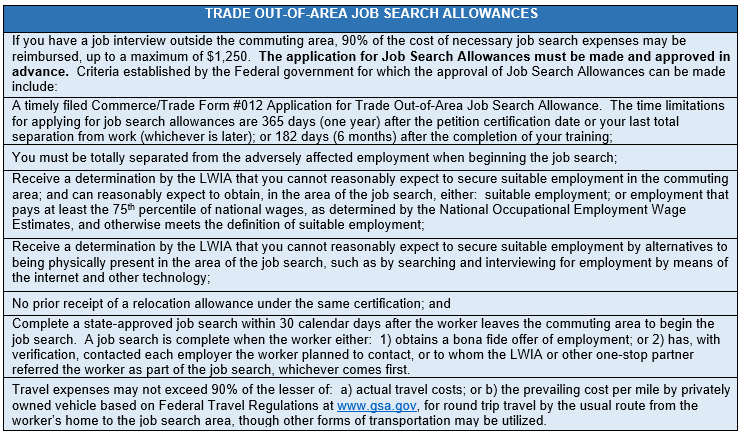 TRADE OUT-OF-AREA JOB SEARCH ALLOWANCES
If you have a job interview outside the commuting area, 90% of the cost of necessary job search expenses may be
reimbursed, up to a maximum of $1,250. The application for Job Search Allowances must be made and approved in
advance. Criteria established by the Federal government for which the approval of Job Search Allowances can be made
include:
A timely filed Commerce/Trade Form #012 Application for Trade Out-of-Area Job Search Allowance. The time limitations
for applying for job search allowances are 365 days (one year) after the petition certification date or your last total
separation from work (whichever is later); or 182 days (6 months) after the completion of your training;
You must be totally separated from the adversely affected employment when beginning the job search;
Receive a determination by the LWIA that you cannot reasonably expect to secure suitable employment in the commuting
area; and can reasonably expect to obtain, in the area of the job search, either: suitable employment; or employment that
pays at least the 75th percentile of national wages, as determined by the National Occupational Employment Wage
Estimates, and otherwise meets the definition of suitable employment;
Receive a determination by the LWIA that you cannot reasonably expect to secure suitable employment by alternatives to
being physically present in the area of the job search, such as by searching and interviewing for employment by means of
the internet and other technology;
No prior receipt of a relocation allowance under the same certification; and
Complete a state-approved job search within 30 calendar days after the worker leaves the commuting area to begin the
job search. A job search is complete when the worker either: 1) obtains a bona fide offer of employment; or 2) has, with
verification, contacted each employer the worker planned to contact, or to whom the LWIA or other one-stop partner
referred the worker as part of the job search, whichever comes first.
Travel expenses may not exceed 90% of the lesser of: a) actual travel costs; or b) the prevailing cost per mile by privately
owned vehicle based on Federal Travel Regulations at www.gsa.gov, for round trip travel by the usual route from the
worker's home to the job search area, though other forms of transportation may be utilized.